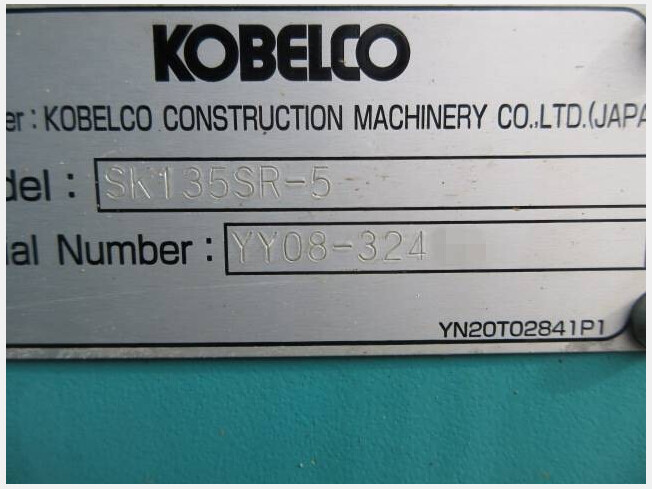 KOBELCO
er: KOBELCO CONSTRUCTION MACHINERY CO.,LTD.(JAPA
del: SK135SR-5
al Number: YY08-324
YN20T02841P1